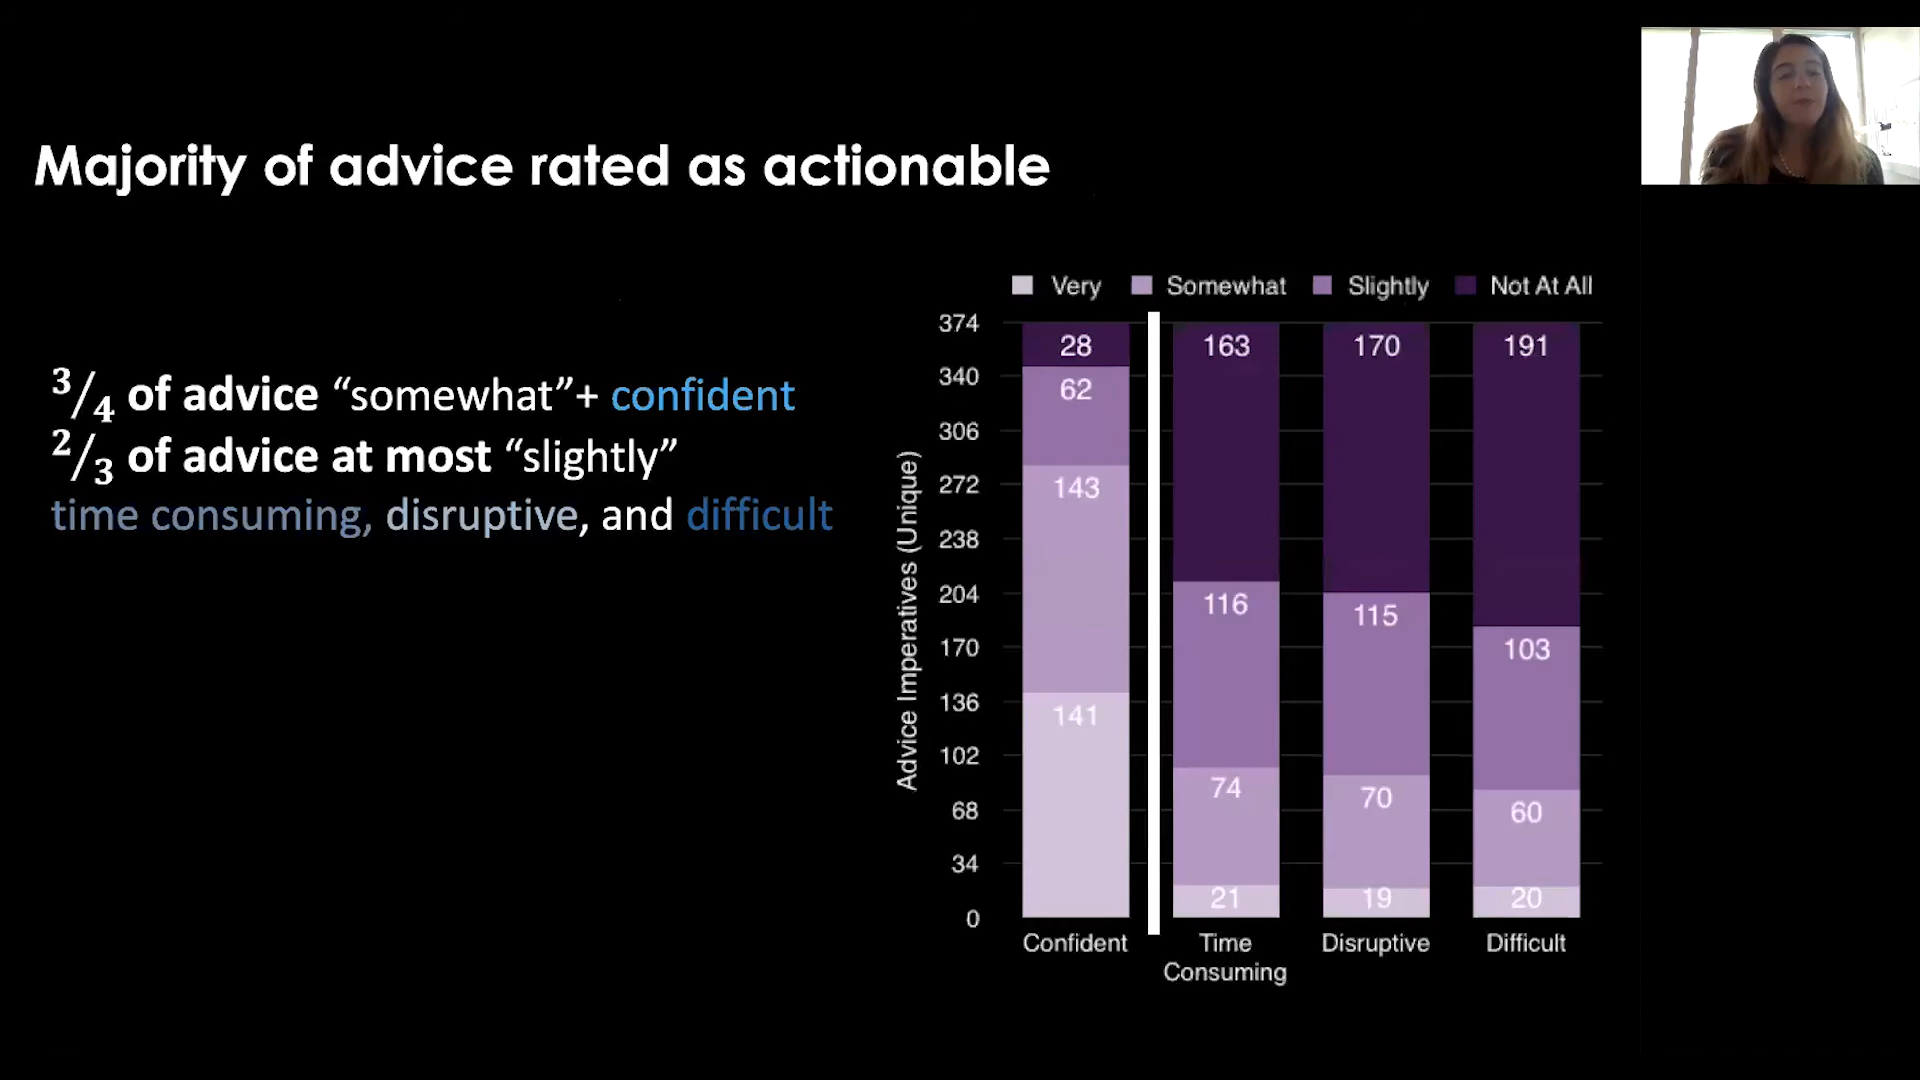 Majority of advice rated as actionable
3/4 of advice “somewhat”+ confident
2/3 of advice at most “slightly”
time consuming, disruptive, and difficult
Very Somewhat Slightly Not At All
Advice Imperatives (Unique)
374
340
306
272
238
204
170
136
102
68
34
0
28
62
143
141
163
116
74
21
170
115
70
19
191
103
60
20
Confident
Time
Consuming
Disruptive
Difficult